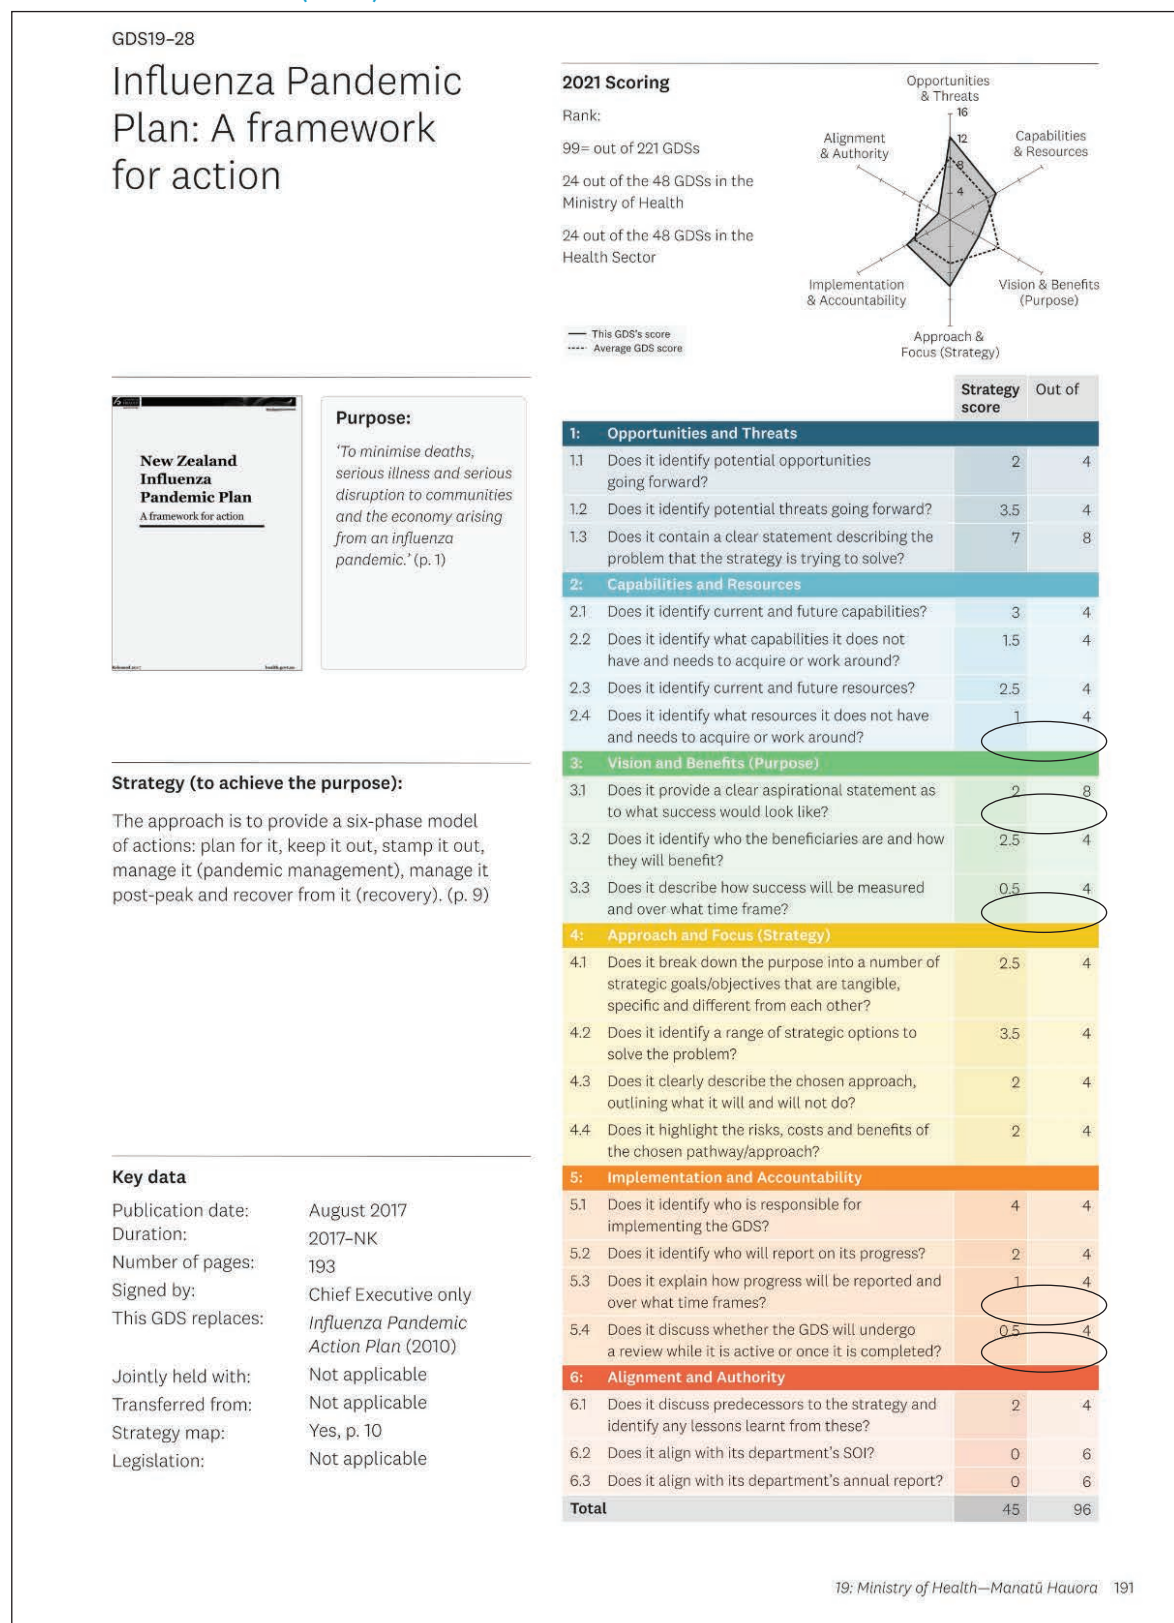 GDS19–28
Influenza Pandemic
Plan: A framework
for action
2021 Scoring
Rank:
99= out of 221 GDSs
24 out of the 48 GDSs in the
Ministry of Health
24 out of the 48 GDSs in the
Health Sector
This GDS's score
Average GDS score
Opportunities
& Threats
16
12
8
4
Capabilities
& Resources
Vision & Benefits
(Purpose)
Approach &
Focus (Strategy)
Implementation
& Accountability
Alignment
& Authority
New Zealand
Influenza
Pandemic Plan
A framework for action
Purpose:
'To minimise deaths,
serious illness and serious
disruption to communities
and the economy arising
from an influenza
pandemic.' (p. 1)
Strategy (to achieve the purpose):
The approach is to provide a six-phase model
of actions: plan for it, keep it out, stamp it out,
manage it (pandemic management), manage it
post-peak and recover from it (recovery). (p. 9)
Key data
Publication date: August 2017
Duration: 2017–NK
Number of pages: 193
Signed by: Chief Executive only
This GDS replaces: Influenza Pandemic
Action Plan (2010)
Jointly held with: Not applicable
Transferred from: Not applicable
Strategy map: Yes, p. 10
Legislation: Not applicable
Strategy score Out of
1: Opportunities and Threats
1.1 Does it identify potential opportunities 2 4
going forward?
1.2 Does it identify potential threats going forward? 3.5 4
1.3 Does it contain a clear statement describing the 7 8
problem that the strategy is trying to solve?
2: Capabilities and Resources
2.1 Does it identify current and future capabilities? 3 4
2.2 Does it identify what capabilities it does not 1.5 4
have and needs to acquire or work around?
2.3 Does it identify current and future resources? 2.5 4
2.4 Does it identify what resources it does not have 1 4
and needs to acquire or work around?
3: Vision and Benefits (Purpose)
3.1 Does it provide a clear aspirational statement as 2 8
to what success would look like?
3.2 Does it identify who the beneficiaries are and how 2.5 4
they will benefit?
3.3 Does it describe how success will be measured 0.5 4
and over what time frame?
4: Approach and Focus (Strategy)
4.1 Does it break down the purpose into a number of 2.5 4
strategic goals/objectives that are tangible,
specific and different from each other?
4.2 Does it identify a range of strategic options to 3.5 4
solve the problem?
4.3 Does it clearly describe the chosen approach, 2 4
outlining what it will and will not do?
4.4 Does it highlight the risks, costs and benefits of 2 4
the chosen pathway/approach?
5: Implementation and Accountability
5.1 Does it identify who is responsible for 4 4
implementing the GDS?
5.2 Does it identify who will report on its progress? 2 4
5.3 Does it explain how progress will be reported and 1 4
over what time frames?
5.4 Does it discuss whether the GDS will undergo 0.5 4
a review while it is active or once it is completed?
6: Alignment and Authority
6.1 Does it discuss predecessors to the strategy and 2 4
identify any lessons learnt from these?
6.2 Does it align with its department's SOI? 0 6
6.3 Does it align with its department's annual report? 0 6
Total 45 96
19: Ministry of Health—Manatū Hauora 191